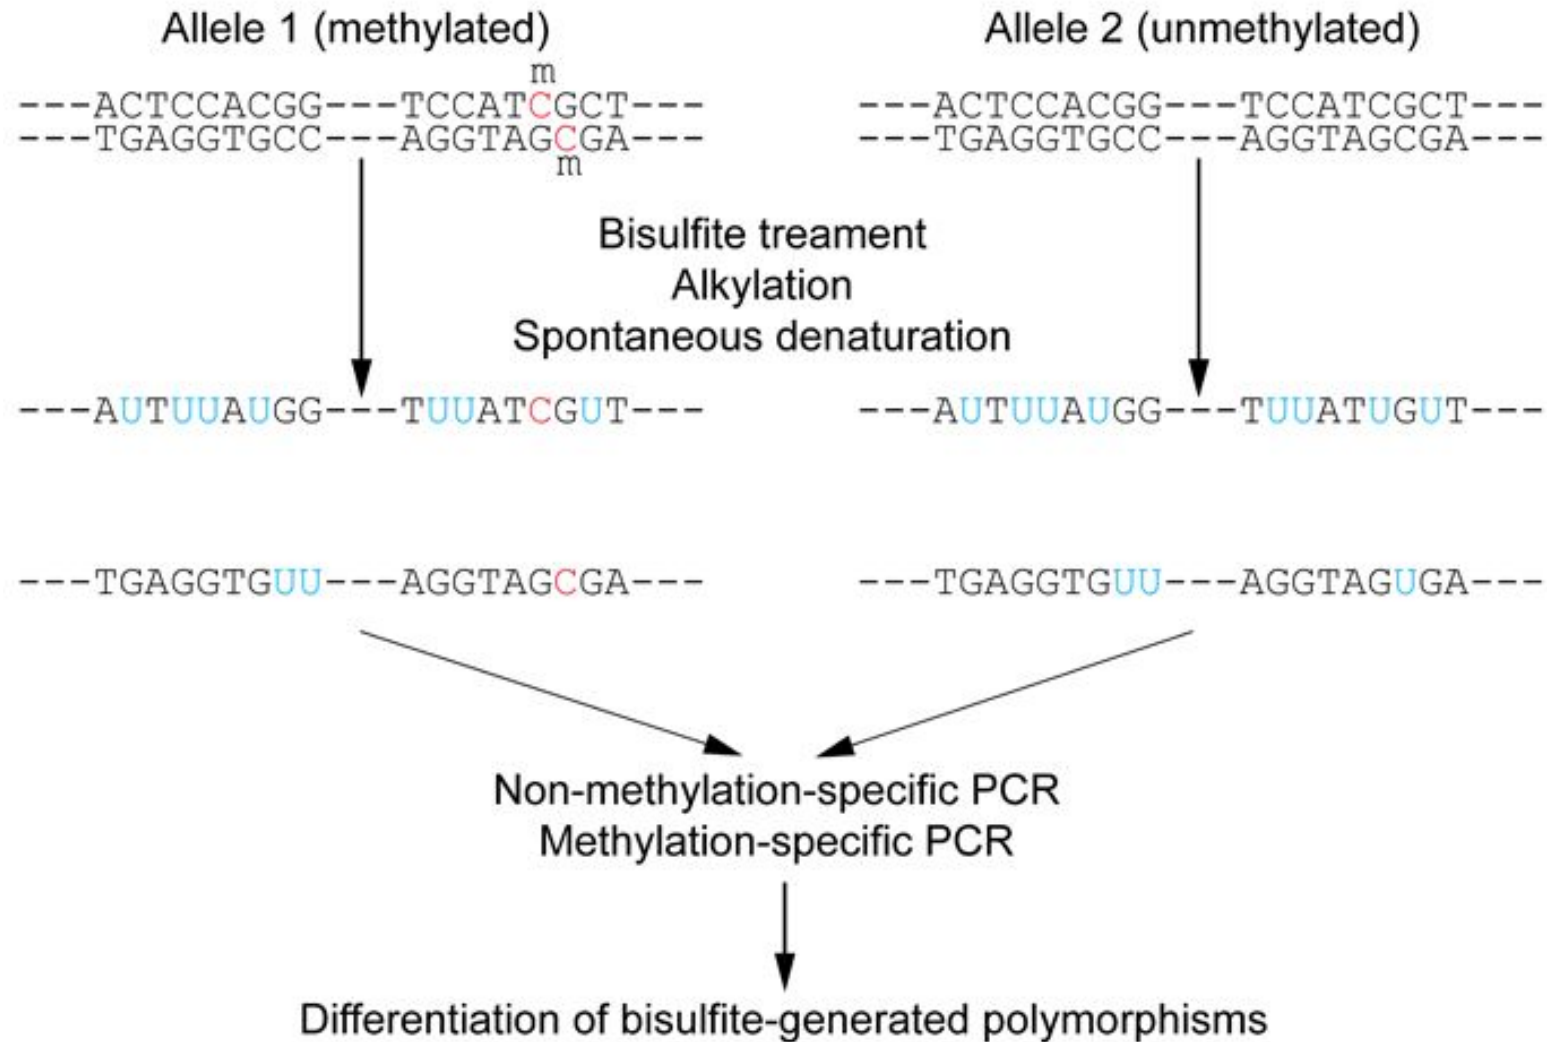 Allele 1 (methylated) Allele 2 (unmethylated)
m
---ACTCCACGG---TCCATCGCT--- ---ACTCCACGG---TCCATCGCT---
---TGAGGTGCC---AGGTAGCGA--- ---TGAGGTGCC---AGGTAGCGA---
m
Bisulfite treament
Alkylation
Spontaneous denaturation
---AUTUUAUGG---TUUATCGUT--- ---AUTUUAUGG---TUUATUGUT---
---TGAGGTGUU---AGGTAGCGA--- ---TGAGGTGUU---AGGTAGUGA---
Non-methylation-specific PCR
Methylation-specific PCR
Differentiation of bisulfite-generated polymorphisms